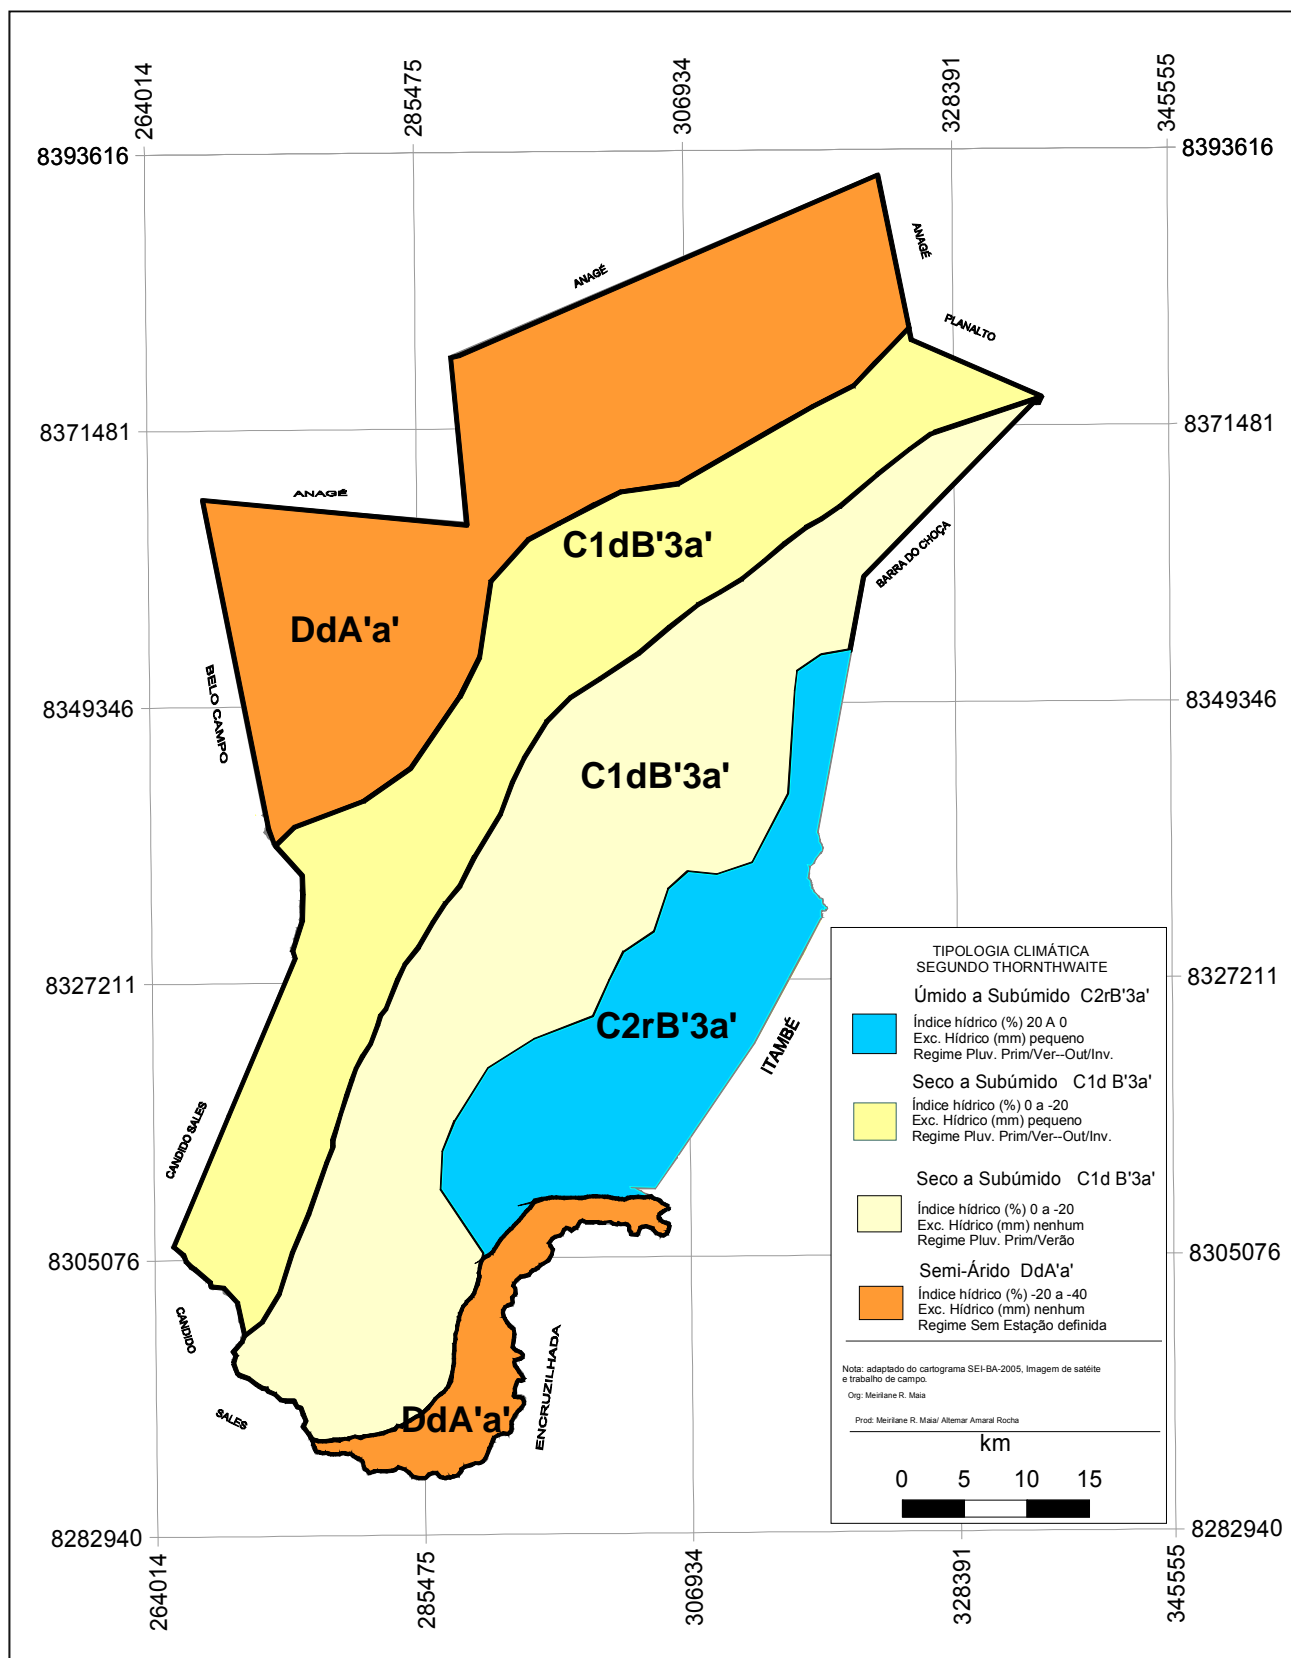 264014
285475
306934
328391
345555
8393616
8393616
ANAGÉ
ANAGÉ
PLANALTO
8371481
8371481
ANAGÉ
C1dB'3a'
BARRA DO CHOÇA
DdA'a'
BELO CAMPO
8349346
8349346
C1dB'3a'
8327211
8327211
C2rB'3a'
ITAMBÉ
CANDIDO SALES
8305076
8305076
CANDIDO
SALES
ENCRUZILHADA
DdA'a'
TIPOLOGIA CLIMÁTICA
SEGUNDO THORNTHWAITE
Úmido a Subúmido C2rB'3a'
Índice hídrico (%) 20 A 0
Exc. Hídrico (mm) pequeno
Regime Pluv. Prim/Ver--Out/Inv.
Seco a Subúmido C1d B'3a'
Índice hídrico (%) 0 a -20
Exc. Hídrico (mm) pequeno
Regime Pluv. Prim/Ver--Out/Inv.
Seco a Subúmido C1d B'3a'
Índice hídrico (%) 0 a -20
Exc. Hídrico (mm) nenhum
Regime Pluv. Prim/Verão
Semi-Árido DdA'a'
Índice hídrico (%) -20 a -40
Exc. Hídrico (mm) nenhum
Regime Sem Estação definida
Nota: adaptado do cartograma SEI-BA-2005, Imagem de satéite
e trabalho de campo.
Org: Meirilane R. Maia
Prod: Meirilane R. Maia/ Altemar Amaral Rocha
km
0 5 10 15
8282940
8282940
264014
285475
306934
328391
345555